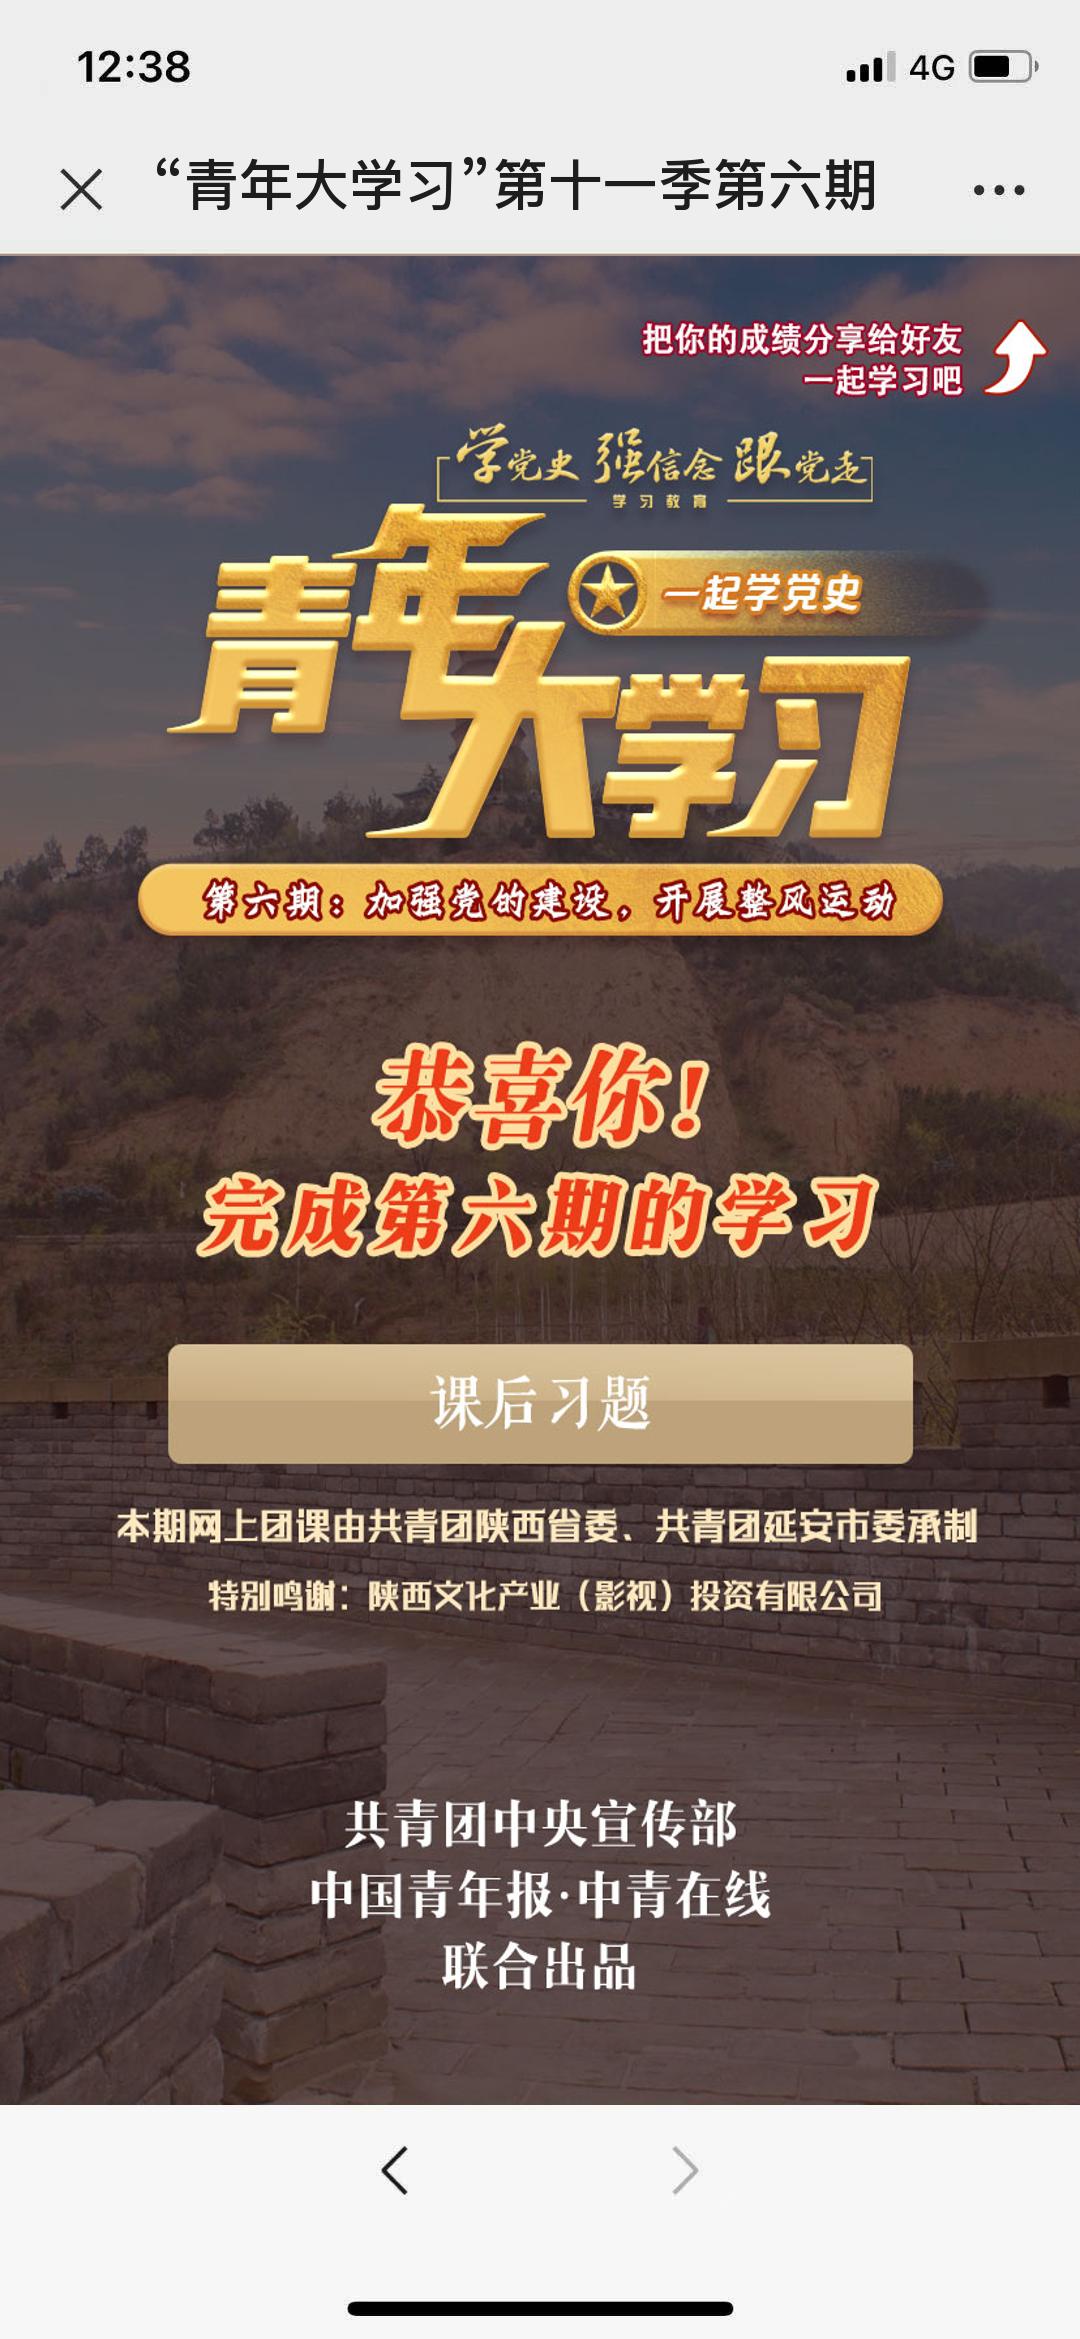 12:38
4G
“青年大学习”第十一季第六期
把你的成绩分享给好友
一起学习吧
学党史 强信念 跟党走
学习教育
青年大学习
一起学党史
第六期：加强党的建设，开展整风运动
恭喜你！
完成第六期的学习
课后习题
本期网上团课由共青团陕西省委、共青团延安市委承制
特别鸣谢：陕西文化产业（影视）投资有限公司
共青团中央宣传部
中国青年报·中青在线
联合出品